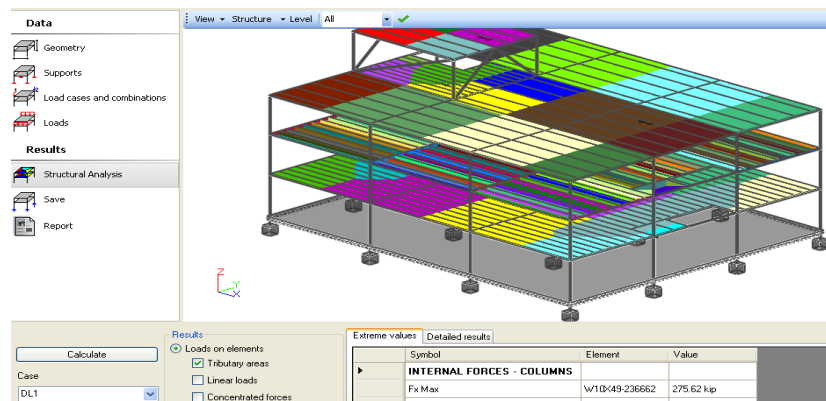 Data
Geometry
Supports
Load cases and combinations
Loads
Results
Structural Analysis
Save
Report
View Structure Level All
Z
Y
X
Calculate
Case
DL1
Results
Loads on elements
Tributary areas
Linear loads
Concentrated forces
Extreme values Detailed results
Symbol Element Value
INTERNAL FORCES - COLUMNS
Fx Max W10X49-236662 275.62 kip